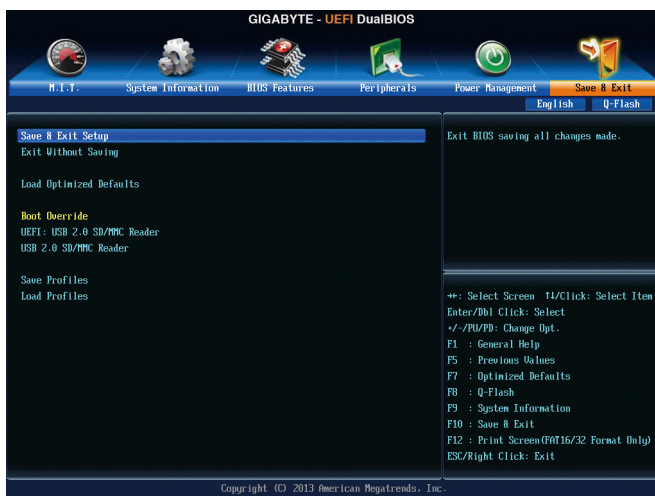 GIGABYTE - UEFI DualBIOS
M.I.T. System Information BIOS Features Peripherals Power Management Save & Exit
English Q-Flash
Save & Exit Setup
Exit Without Saving
Load Optimized Defaults
Boot Override
UEFI: USB 2.0 SD/MMC Reader
USB 2.0 SD/MMC Reader
Save Profiles
Load Profiles
Exit BIOS saving all changes made.
→←: Select Screen ↑↓/Click: Select Item
Enter/Dbl Click: Select
+/-/PU/PD: Change Opt.
F1 : General Help
F5 : Previous Values
F7 : Optimized Defaults
F8 : Q-Flash
F9 : System Information
F10 : Save & Exit
F12 : Print Screen(FAT16/32 Format Only)
ESC/Right Click: Exit
Copyright (C) 2013 American Megatrends, Inc.